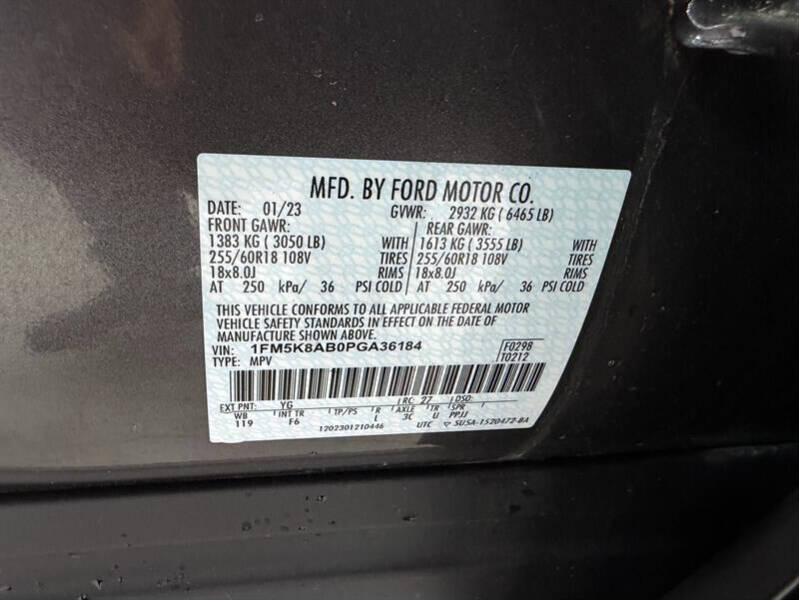 MFD. BY FORD MOTOR CO.
DATE: 01/23 GVWR: 2932 KG ( 6465 LB)
FRONT GAWR: REAR GAWR:
1383 KG ( 3050 LB) WITH 1613 KG ( 3555 LB) WITH
255/60R18 108V TIRES 255/60R18 108V TIRES
18x8.0J RIMS 18x8.0J RIMS
AT 250 kPa/ 36 PSI COLD AT 250 kPa/ 36 PSI COLD
THIS VEHICLE CONFORMS TO ALL APPLICABLE FEDERAL MOTOR
VEHICLE SAFETY STANDARDS IN EFFECT ON THE DATE OF
MANUFACTURE SHOWN ABOVE.
VIN: 1FM5K8AB0PGA36184 F0298
TYPE: MPV T0212
EXT PNT: YG RC: 27 DSO:
WB INT TR TP/PS R AXLE TR SPR
119 F6 L 3C U PPJJ
1202301210446 UTC ▽ 5U5A-1520472-BA